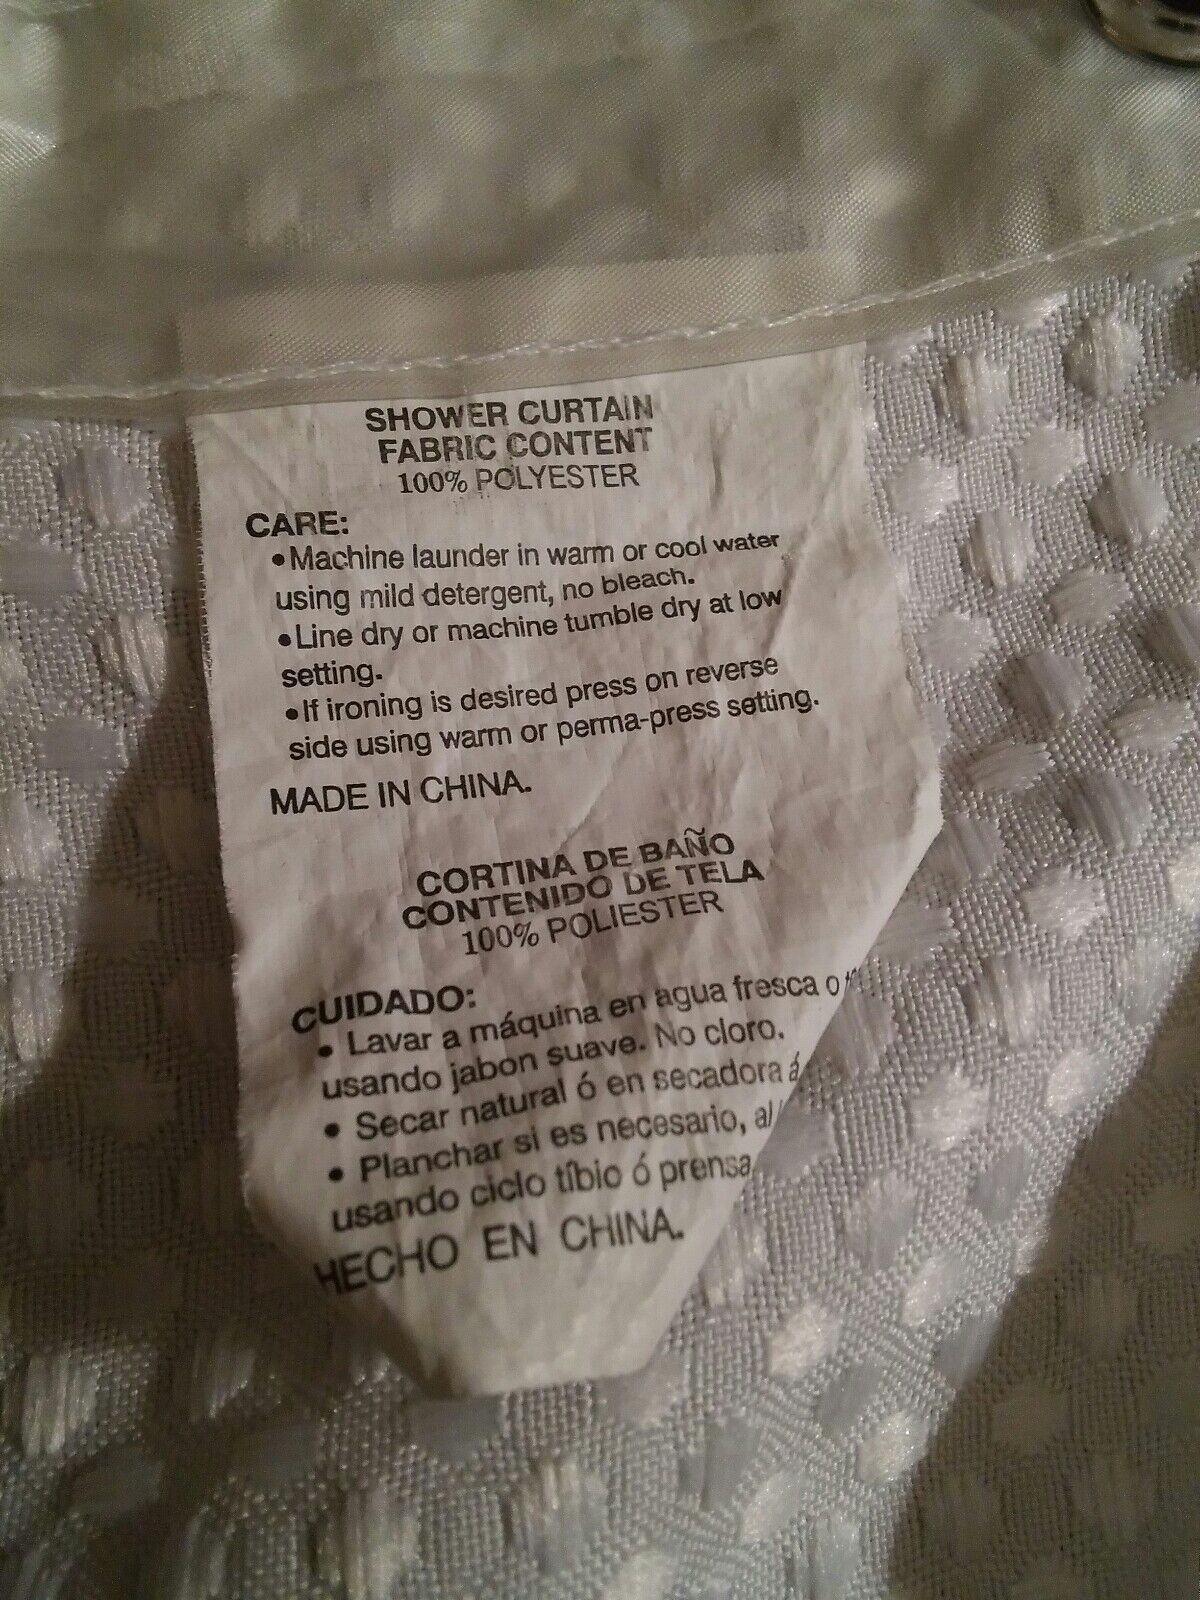 SHOWER CURTAIN
FABRIC CONTENT
100% POLYESTER
CARE:
•Machine launder in warm or cool water
using mild detergent, no bleach.
•Line dry or machine tumble dry at low
setting.
•If ironing is desired press on reverse
side using warm or perma-press setting.
MADE IN CHINA.
CORTINA DE BAÑO
CONTENIDO DE TELA
100% POLIESTER
CUIDADO:
• Lavar a máquina en agua fresca o
usando jabon suave. No cloro.
• Secar natural ó en secadora á
• Planchar si es necesario, al
usando ciclo tíbio ó prensa
HECHO EN CHINA.